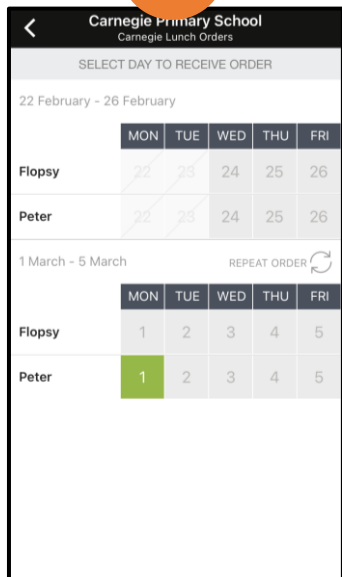 Carnegie Primary School
Carnegie Lunch Orders
SELECT DAY TO RECEIVE ORDER
22 February - 26 February
MON TUE WED THU FRI
Flopsy 22 23 24 25 26
Peter 22 23 24 25 26
1 March - 5 March REPEAT ORDER
MON TUE WED THU FRI
Flopsy 1 2 3 4 5
Peter 1 2 3 4 5